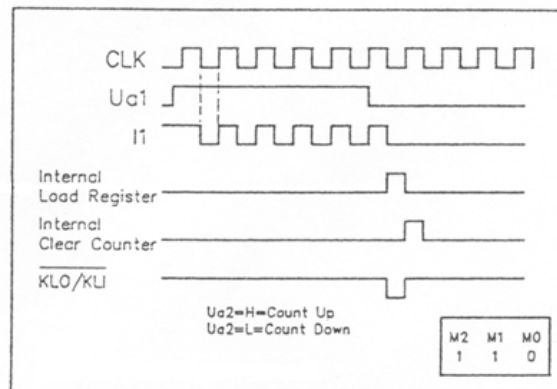 CLK
Ua1
I1
Internal
Load Register
Internal
Clear Counter
KLO/KLI
Ua2=H=Count Up
Ua2=L=Count Down
M2 M1 M0
1 1 0